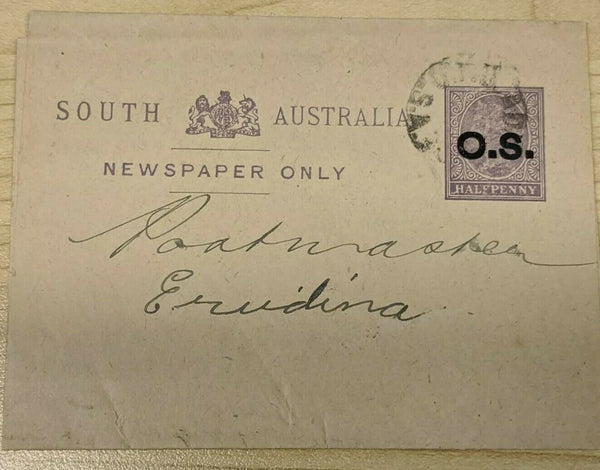 SOUTH AUSTRALIA
NEWSPAPER ONLY
O.S.
HALFPENNY
Postmaster
Erudina